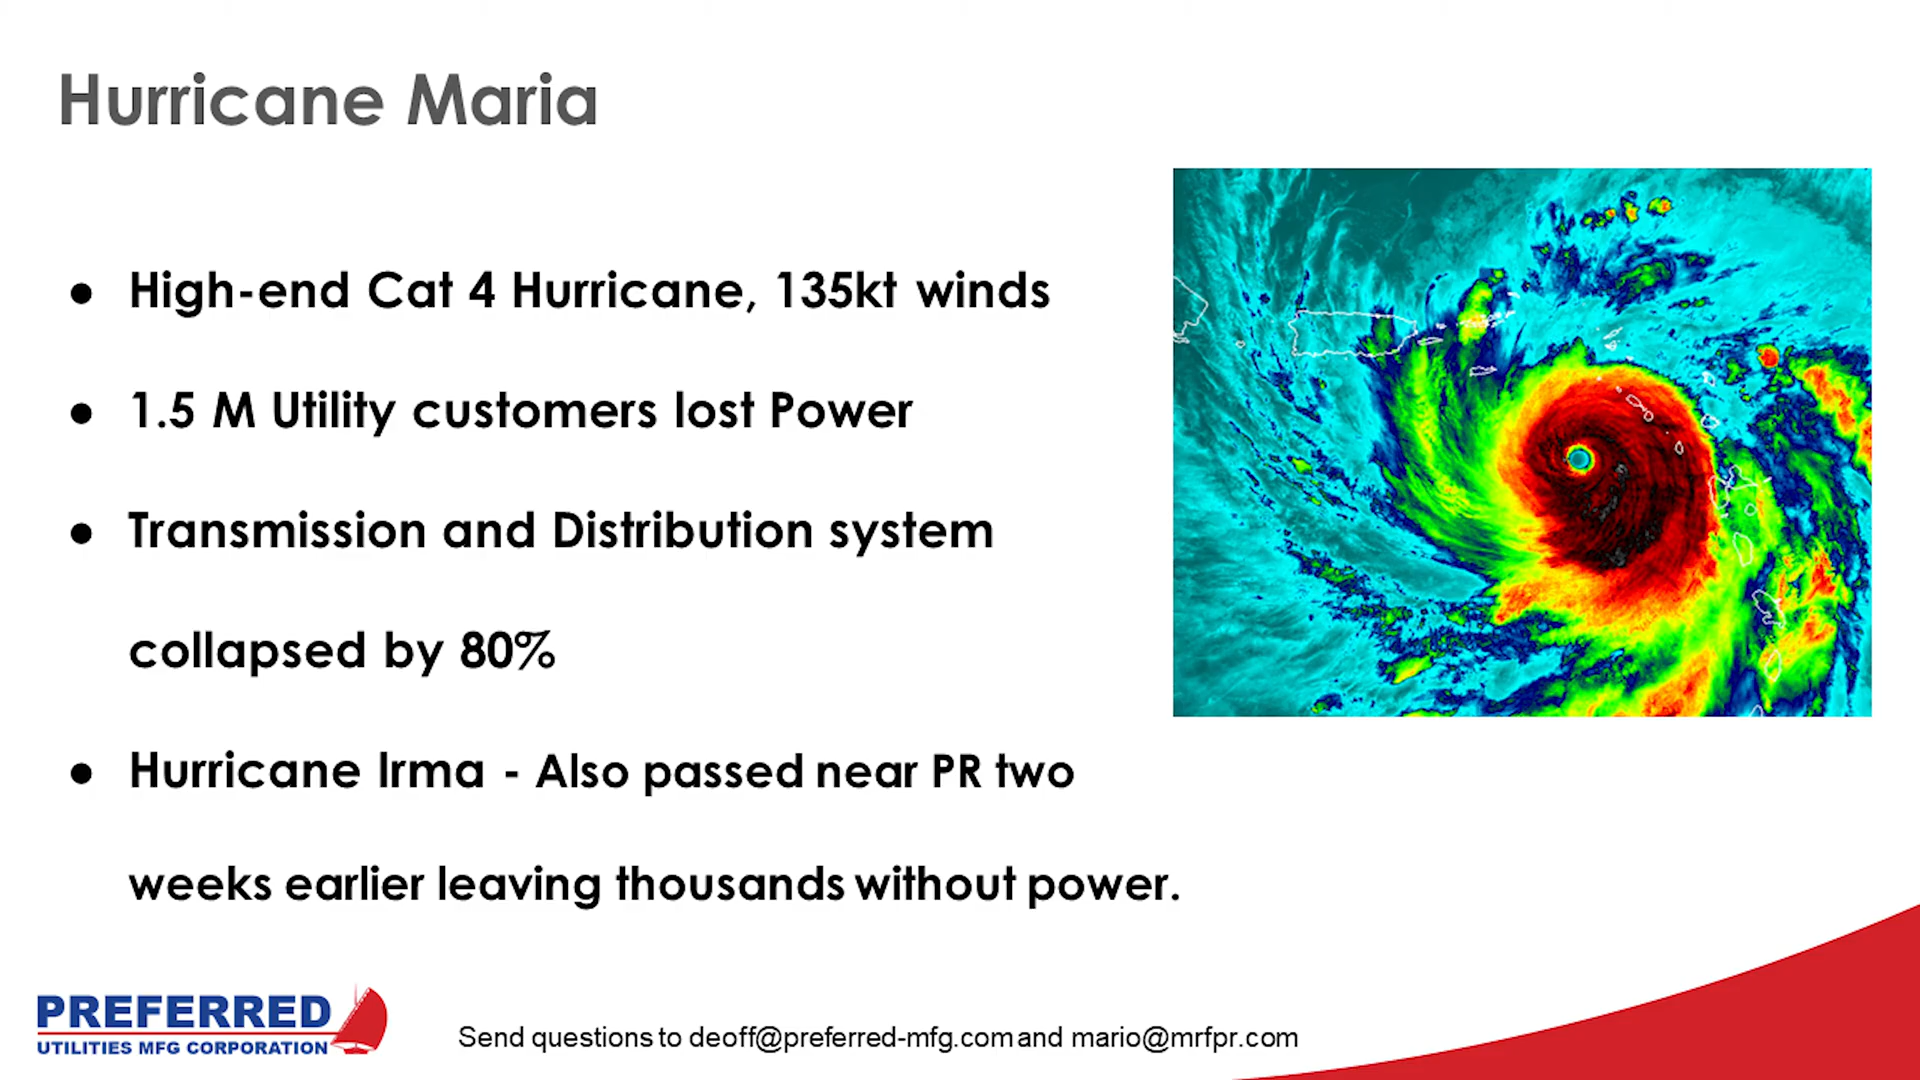 Hurricane Maria
● High-end Cat 4 Hurricane, 135kt winds
● 1.5 M Utility customers lost Power
● Transmission and Distribution system
collapsed by 80%
● Hurricane Irma - Also passed near PR two
weeks earlier leaving thousands without power.
PREFERRED
UTILITIES MFG CORPORATION
Send questions to deoff@preferred-mfg.com and mario@mrfpr.com